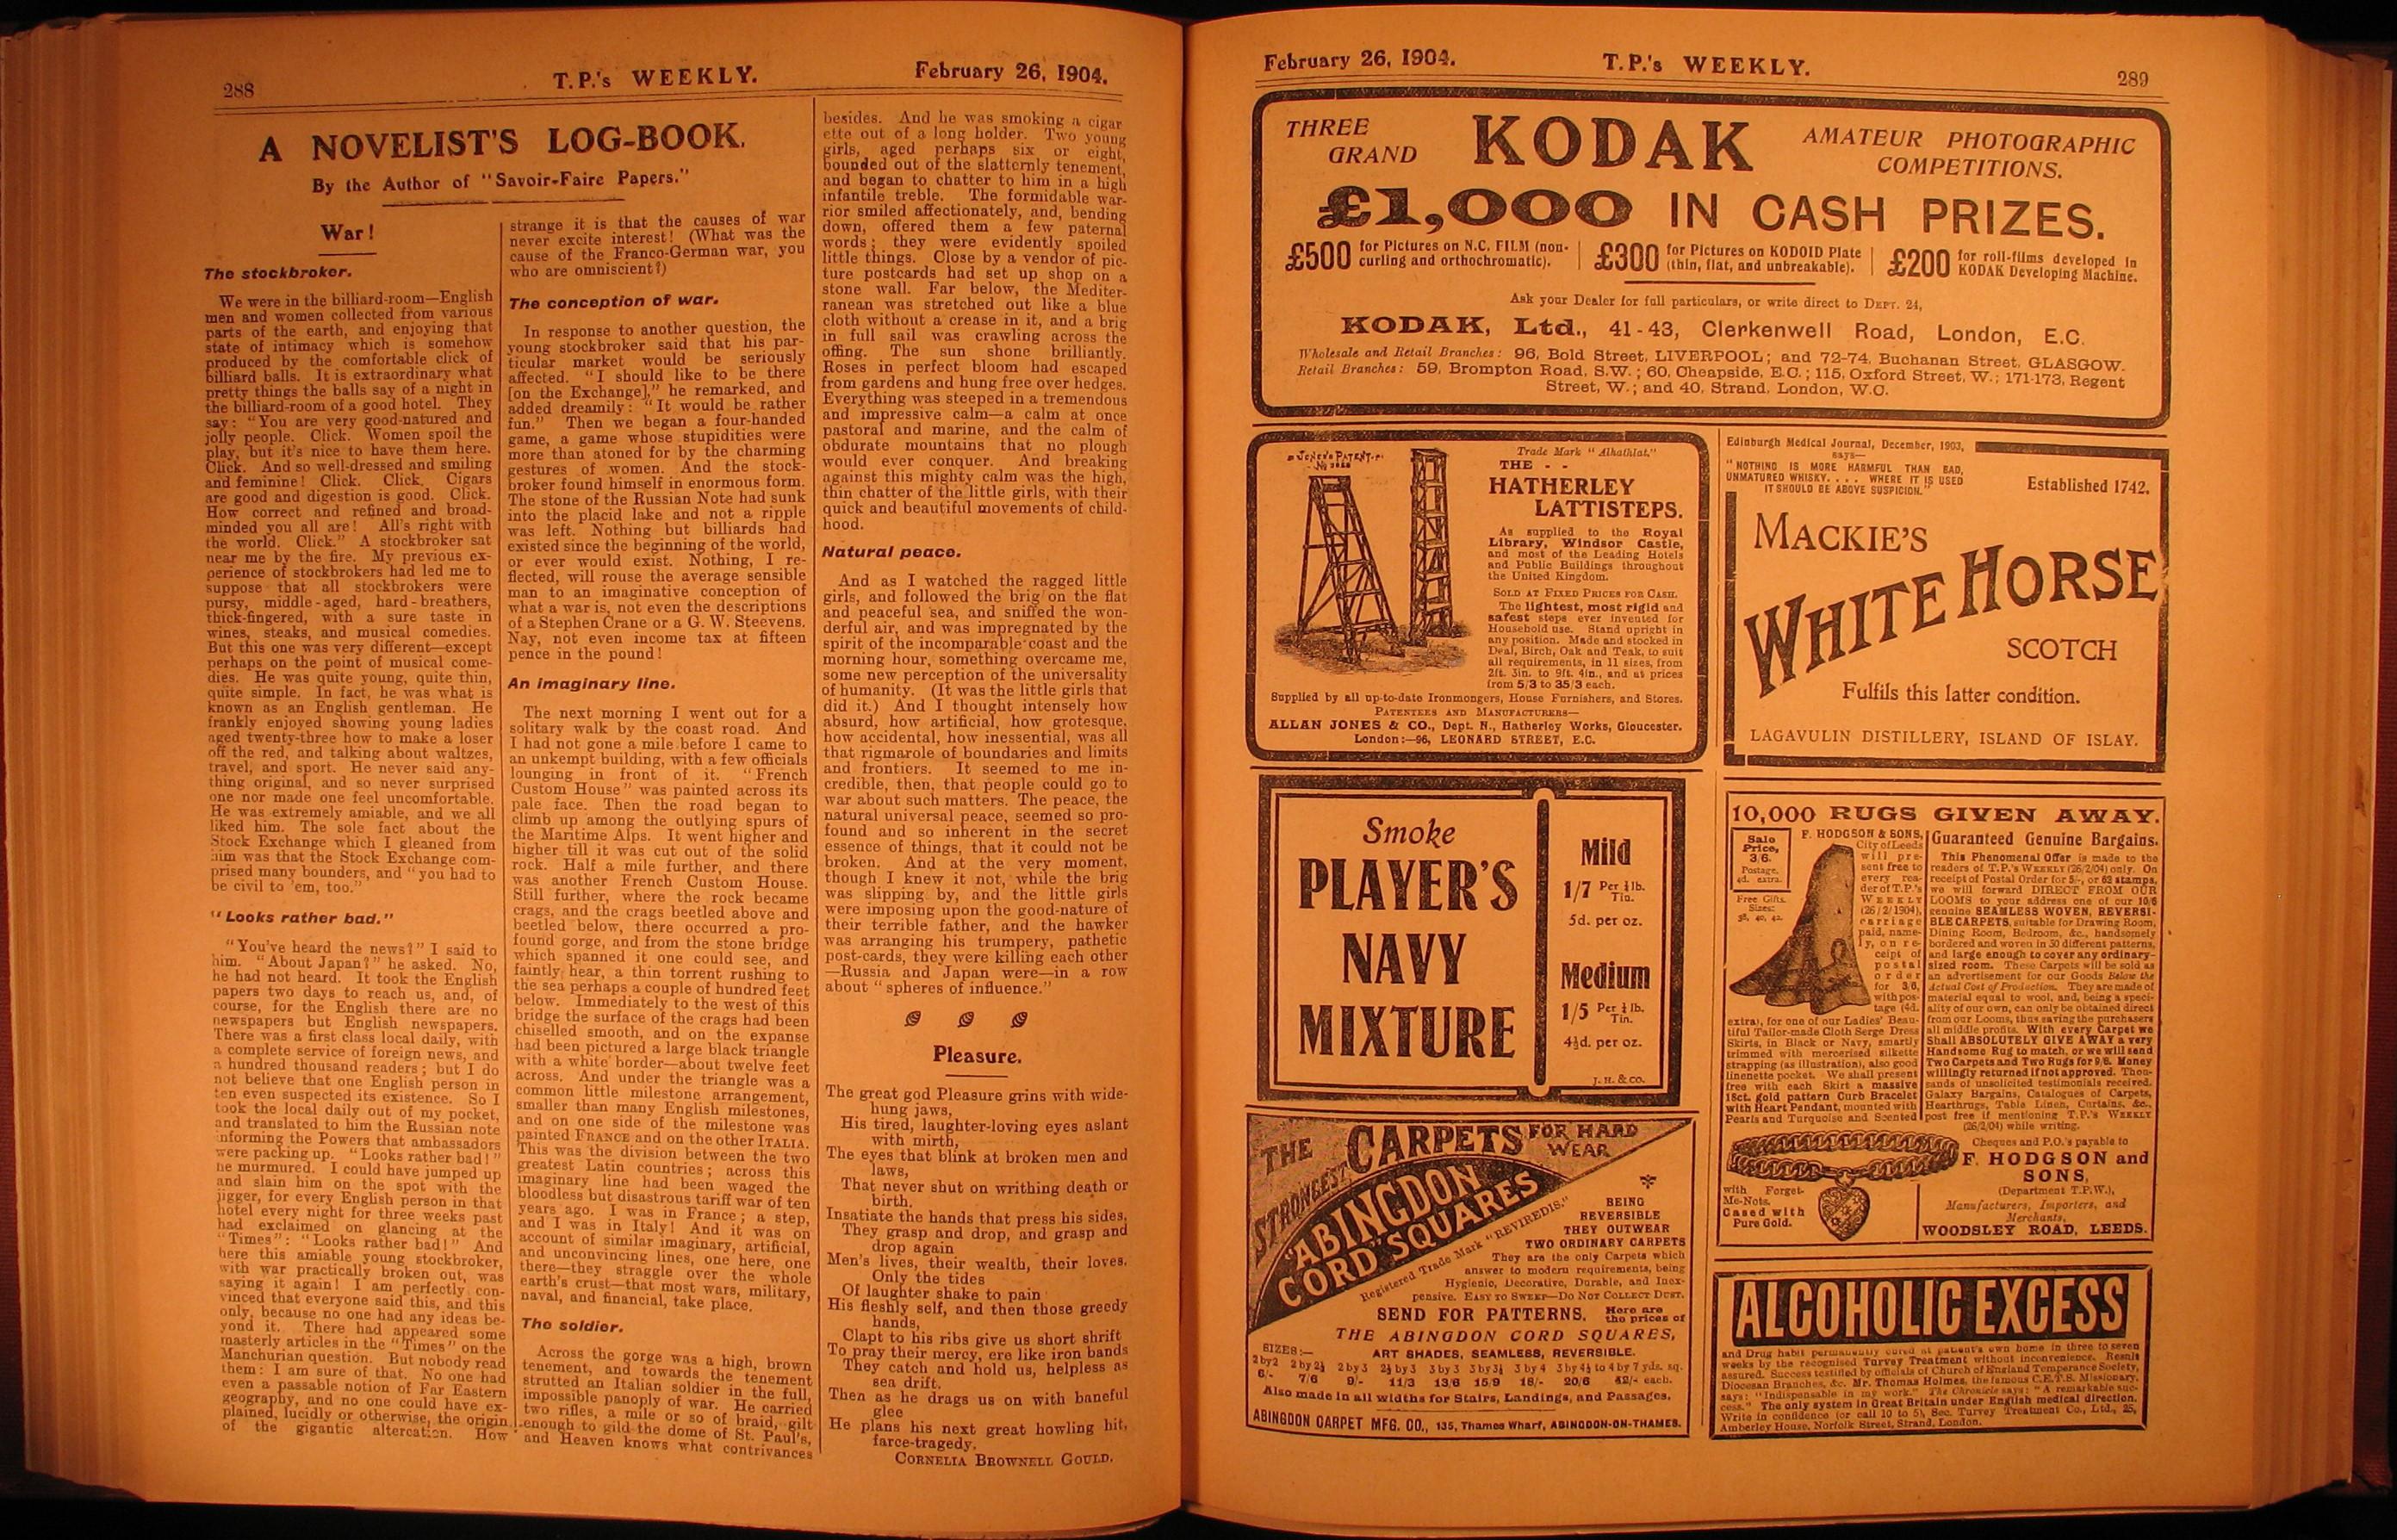 288
T.P.'s WEEKLY.
February 26, 1904.
A NOVELIST'S LOG-BOOK.
By the Author of "Savoir-Faire Papers."
War!
The stockbroker.
We were in the billiard-room—English
men and women collected from various
parts of the earth, and enjoying that
state of intimacy which is somehow
produced by the comfortable click of
billiard balls. It is extraordinary what
pretty things the balls say of a night in
the billiard-room of a good hotel. They
say: "You are very good-natured and
jolly people. Click. Women spoil the
play, but it's nice to have them here.
Click. And so well-dressed and smiling
and feminine! Click. Click. Cigars
are good and digestion is good. Click.
How correct and refined and broad-
minded you all are! All's right with
the world. Click." A stockbroker sat
near me by the fire. My previous ex-
perience of stockbrokers had led me to
suppose that all stockbrokers were
pursy, middle-aged, hard-breathers,
thick-fingered, with a sure taste in
wines, steaks, and musical comedies.
But this one was very different—except
perhaps on the point of musical come-
dies. He was quite young, quite thin,
quite simple. In fact, he was what is
known as an English gentleman. He
frankly enjoyed showing young ladies
aged twenty-three how to make a loser
off the red, and talking about waltzes,
travel, and sport. He never said any-
thing original, and so never surprised
one nor made one feel uncomfortable.
He was extremely amiable, and we all
liked him. The sole fact about the
Stock Exchange which I gleaned from
him was that the Stock Exchange com-
prised many bounders, and "you had to
be civil to 'em, too."
"Looks rather bad."
"You've heard the news?" I said to
him. "About Japan?" he asked. No,
he had not heard. It took the English
papers two days to reach us, and, of
course, for the English there are no
newspapers but English newspapers.
There was a first class local daily, with
a complete service of foreign news, and
a hundred thousand readers; but I do
not believe that one English person in
ten even suspected its existence. So I
took the local daily out of my pocket,
and translated to him the Russian note
informing the Powers that ambassadors
were packing up. "Looks rather bad!"
he murmured. I could have jumped up
and slain him on the spot with the
jigger, for every English person in that
hotel every night for three weeks past
had exclaimed on glancing at the
"Times": "Looks rather bad!" And
here this amiable young stockbroker,
with war practically broken out, was
saying it again! I am perfectly con-
vinced that everyone said this, and this
only, because no one had any ideas be-
yond it. There had appeared some
masterly articles in the "Times" on the
Manchurian question. But nobody read
them: I am sure of that. No one had
even a passable notion of Far Eastern
geography, and no one could have ex-
plained, lucidly or otherwise, the origin
of the gigantic altercation. How
strange it is that the causes of war
never excite interest! (What was the
cause of the Franco-German war, you
who are omniscient?)
The conception of war.
In response to another question, the
young stockbroker said that his par-
ticular market would be seriously
affected. "I should like to be there
[on the Exchange]," he remarked, and
added dreamily: "It would be rather
fun." Then we began a four-handed
game, a game whose stupidities were
more than atoned for by the charming
gestures of women. And the stock-
broker found himself in enormous form.
The stone of the Russian Note had sunk
into the placid lake and not a ripple
was left. Nothing but billiards had
existed since the beginning of the world,
or ever would exist. Nothing, I re-
flected, will rouse the average sensible
man to an imaginative conception of
what a war is, not even the descriptions
of a Stephen Crane or a G. W. Steevens.
Nay, not even income tax at fifteen
pence in the pound!
An imaginary line.
The next morning I went out for a
solitary walk by the coast road. And
I had not gone a mile before I came to
an unkempt building, with a few officials
lounging in front of it. "French
Custom House" was painted across its
pale face. Then the road began to
climb up among the outlying spurs of
the Maritime Alps. It went higher and
higher till it was cut out of the solid
rock. Half a mile further, and there
was another French Custom House.
Still further, where the rock became
crags, and the crags beetled above and
beetled below, there occurred a pro-
found gorge, and from the stone bridge
which spanned it one could see, and
faintly hear, a thin torrent rushing to
the sea perhaps a couple of hundred feet
below. Immediately to the west of this
bridge the surface of the crags had been
chiselled smooth, and on the expanse
had been pictured a large black triangle
with a white border—about twelve feet
across. And under the triangle was a
common little milestone arrangement,
smaller than many English milestones,
and on one side of the milestone was
painted FRANCE and on the other ITALIA.
This was the division between the two
greatest Latin countries; across this
imaginary line had been waged the
bloodless but disastrous tariff war of ten
years ago. I was in France; a step,
and I was in Italy! And it was on
account of similar imaginary, artificial,
and unconvincing lines, one here, one
there—they straggle over the whole
earth's crust—that most wars, military,
naval, and financial, take place.
The soldier.
Across the gorge was a high, brown
tenement, and towards the tenement
strutted an Italian soldier in the full,
impossible panoply of war. He carried
two rifles, a mile or so of braid, gilt
enough to gild the dome of St. Paul's,
and Heaven knows what contrivances
besides. And he was smoking a cigar
ette out of a long holder. Two young
girls, aged perhaps six or eight,
bounded out of the slatternly tenement,
and began to chatter to him in a high
infantile treble. The formidable war-
rior smiled affectionately, and, bending
down, offered them a few paternal
words; they were evidently spoiled
little things. Close by a vendor of pic-
ture postcards had set up shop on a
stone wall. Far below, the Mediter-
ranean was stretched out like a blue
cloth without a crease in it, and a brig
in full sail was crawling across the
offing. The sun shone brilliantly.
Roses in perfect bloom had escaped
from gardens and hung free over hedges.
Everything was steeped in a tremendous
and impressive calm—a calm at once
pastoral and marine, and the calm of
obdurate mountains that no plough
would ever conquer. And breaking
against this mighty calm was the high,
thin chatter of the little girls, with their
quick and beautiful movements of child-
hood.
Natural peace.
And as I watched the ragged little
girls, and followed the brig on the flat
and peaceful sea, and sniffed the won-
derful air, and was impregnated by the
spirit of the incomparable coast and the
morning hour, something overcame me,
some new perception of the universality
of humanity. (It was the little girls that
did it.) And I thought intensely how
absurd, how artificial, how grotesque,
how accidental, how inessential, was all
that rigmarole of boundaries and limits
and frontiers. It seemed to me in-
credible, then, that people could go to
war about such matters. The peace, the
natural universal peace, seemed so pro-
found and so inherent in the secret
essence of things, that it could not be
broken. And at the very moment,
though I knew it not, while the brig
was slipping by, and the little girls
were imposing upon the good-nature of
their terrible father, and the hawker
was arranging his trumpery, pathetic
post-cards, they were killing each other
—Russia and Japan were—in a row
about "spheres of influence."
Pleasure.
The great god Pleasure grins with wide-
hung jaws,
His tired, laughter-loving eyes aslant
with mirth,
The eyes that blink at broken men and
laws,
That never shut on writhing death or
birth,
Insatiate the hands that press his sides,
They grasp and drop, and grasp and
drop again
Men's lives, their wealth, their loves.
Only the tides
Of laughter shake to pain
His fleshly self, and then those greedy
hands,
Clapt to his ribs give us short shrift
To pray their mercy, ere like iron bands
They catch and hold us, helpless as
sea drift.
Then as he drags us on with baneful
glee
He plans his next great howling hit,
farce-tragedy.
CORNELIA BROWNELL GOULD.
February 26, 1904.
T.P.'s WEEKLY.
289
THREE GRAND
KODAK
AMATEUR PHOTOGRAPHIC COMPETITIONS.
£1,000 IN CASH PRIZES.
£500 for Pictures on N.C. FILM (non-curling and orthochromatic).
£300 for Pictures on KODOID Plate (thin, flat, and unbreakable).
£200 for roll-films developed in KODAK Developing Machine.
Ask your Dealer for full particulars, or write direct to DEPT. 24,
KODAK, Ltd., 41-43, Clerkenwell Road, London, E.C.
Wholesale and Retail Branches: 96, Bold Street, LIVERPOOL; and 72-74, Buchanan Street, GLASGOW.
Retail Branches: 59, Brompton Road, S.W.; 60, Cheapside, E.C.; 115, Oxford Street, W.; 171-173, Regent
Street, W.; and 40, Strand, London, W.C.
JONES'S PATENT
Trade Mark "Alhathlat."
THE - -
HATHERLEY
LATTISTEPS.
As supplied to the Royal
Library, Windsor Castle,
and most of the Leading Hotels
and Public Buildings throughout
the United Kingdom.
SOLD AT FIXED PRICES FOR CASH.
The lightest, most rigid and
safest steps ever invented for
Household use. Stand upright in
any position. Made and stocked in
Deal, Birch, Oak and Teak, to suit
all requirements, in 11 sizes, from
2ft. 3in. to 9ft. 4in., and at prices
from 5/3 to 35/3 each.
Supplied by all up-to-date Ironmongers, House Furnishers, and Stores.
PATENTEES AND MANUFACTURERS—
ALLAN JONES & CO., Dept. N., Hatherley Works, Gloucester.
London:—96, LEONARD STREET, E.C.
Edinburgh Medical Journal, December, 1903,
says—
"NOTHING IS MORE HARMFUL THAN BAD,
UNMATURED WHISKY. . . . WHERE IT IS USED
IT SHOULD BE ABOVE SUSPICION."
Established 1742.
MACKIE'S
WHITE HORSE
SCOTCH
Fulfils this latter condition.
LAGAVULIN DISTILLERY, ISLAND OF ISLAY.
Smoke
PLAYER'S
NAVY
MIXTURE
Mild
1/7 Per ¼lb. Tin.
5d. per oz.
Medium
1/5 Per ¼lb. Tin.
4½d. per oz.
J. H. & CO.
10,000 RUGS GIVEN AWAY.
Sale
Price,
3/6.
Postage,
4d. extra.
Free Gifts.
Sizes:
38, 40, 42.
F. HODGSON & SONS,
City of Leeds
will pre-
sent free to
every rea-
der of T.P.'s
WEEKLY
(26/2/1904),
carriage
paid, name-
ly, on re-
ceipt of
postal
order
for 3/6,
with pos-
tage (4d.
extra), for one of our Ladies' Beau-
tiful Tailor-made Cloth Serge Dress
Skirts, in Black or Navy, smartly
trimmed with mercerised silkette
strapping (as illustration), also good
linenette pocket. We shall present
free with each Skirt a massive
18ct. gold pattern Curb Bracelet
with Heart Pendant, mounted with
Pearls and Turquoise and Scented
with Forget-
Me-Nots.
Cased with
Pure Gold.
Guaranteed Genuine Bargains.
This Phenomenal Offer is made to the
readers of T.P.'s WEEKLY (26/2/04) only. On
receipt of Postal Order for 5/-, or 62 stamps,
we will forward DIRECT FROM OUR
LOOMS to your address one of our 10/6
genuine SEAMLESS WOVEN, REVERSI-
BLE CARPETS, suitable for Drawing Room,
Dining Room, Bedroom, &c., handsomely
bordered and woven in 30 different patterns,
and large enough to cover any ordinary-
sized room. These Carpets will be sold as
an advertisement for our Goods Below the
Actual Cost of Production. They are made of
material equal to wool, and, being a speci-
ality of our own, can only be obtained direct
from our Looms, thus saving the purchasers
all middle profits. With every Carpet we
Shall ABSOLUTELY GIVE AWAY a very
Handsome Rug to match, or we will send
Two Carpets and Two Rugs for 9/6. Money
willingly returned if not approved. Thou-
sands of unsolicited testimonials received.
Galaxy Bargains, Catalogues of Carpets,
Hearthrugs, Table Linen, Curtains, &c.,
post free if mentioning T.P.'s WEEKLY
(26/2/04) while writing.
Cheques and P.O.'s payable to
F. HODGSON and
SONS,
(Department T.P.W.),
Manufacturers, Importers, and
Merchants,
WOODSLEY ROAD, LEEDS.
THE STRONGEST CARPETS FOR HARD WEAR
"ABINGDON CORD" SQUARES
Registered Trade Mark "REVIREDIS."
BEING
REVERSIBLE
THEY OUTWEAR
TWO ORDINARY CARPETS
They are the only Carpets which
answer to modern requirements, being
Hygienic, Decorative, Durable, and Inex-
pensive. EASY TO SWEEP—DO NOT COLLECT DUST.
SEND FOR PATTERNS. Here are the prices of
THE ABINGDON CORD SQUARES,
ART SHADES, SEAMLESS, REVERSIBLE.
SIZES:—
2 by 2 2 by 2½ 2 by 3 2½ by 3 3 by 3 3 by 3½ 3 by 4 3 by 4½ to 4 by 7 yds. sq.
6/- 7/6 9/- 11/3 13/6 15/9 18/- 20/6 42/- each.
Also made in all widths for Stairs, Landings, and Passages.
ABINGDON CARPET MFG. CO., 135, Thames Wharf, ABINGDON-ON-THAMES.
ALCOHOLIC EXCESS
and Drug habit permanently cured at patient's own home in three to seven
weeks by the recognised Turvey Treatment without inconvenience. Result
assured. Success testified by officials of Church of England Temperance Society,
Diocesan Branches, &c. Mr. Thomas Holmes, the famous C.E.T.S. Missionary,
says: "Indispensable in my work." The Chronicle says: "A remarkable suc-
cess." The only system in Great Britain under English medical direction.
Write in confidence (or call 10 to 5), Sec. Turvey Treatment Co., Ltd., 25,
Amberley House, Norfolk Street, Strand, London.